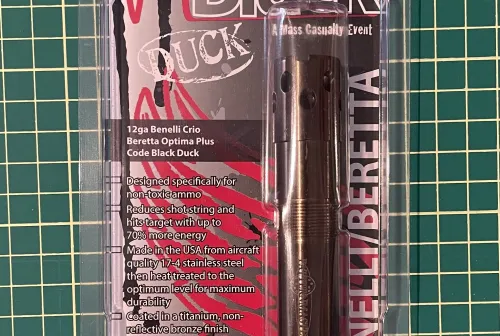 DUCK
A Mass Casualty Event
12ga Benelli Crio
Beretta Optima Plus
Code Black Duck
Designed specifically for
non-toxic ammo
Reduces shot string and
hits target with up to
70% more energy
Made in the USA from aircraft
quality 17-4 stainless steel
then heat treated to the
optimum level for maximum
durability
Coated in a titanium, non-
reflective bronze finish
NELLI/BERETTA